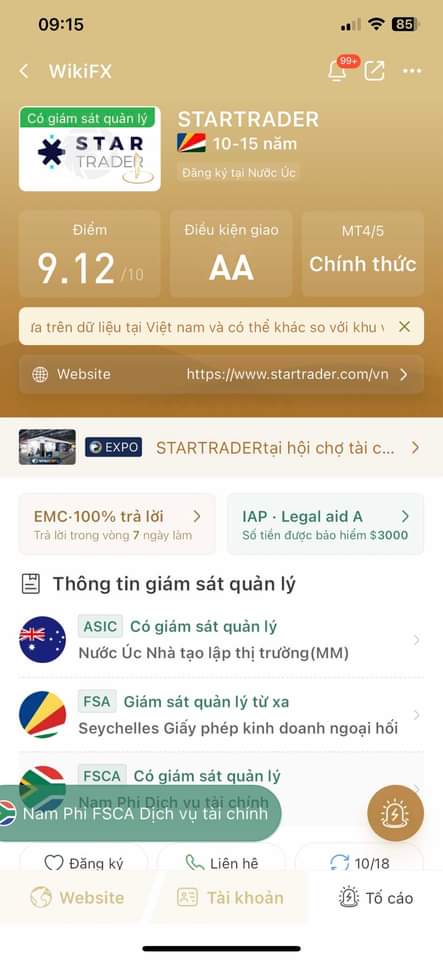 09:15
85
WikiFX
99+
Có giám sát quản lý
STAR
TRADER
STARTRADER
10-15 năm
Đăng ký tại Nước Úc
Điểm
9.12 /10
Điều kiện giao
AA
MT4/5
Chính thức
ưa trên dữ liệu tại Việt nam và có thể khác so với khu v
Website
https://www.startrader.com/vn
EXPO
STARTRADERtại hội chợ tài c...
EMC·100% trả lời
Trả lời trong vòng 7 ngày làm
IAP · Legal aid A
Số tiền được bảo hiểm $3000
Thông tin giám sát quản lý
ASIC Có giám sát quản lý
Nước Úc Nhà tạo lập thị trường(MM)
FSA Giám sát quản lý từ xa
Seychelles Giấy phép kinh doanh ngoại hối
FSCA Có giám sát quản lý
Nam Phi Dịch vụ tài chính
Nam Phi FSCA Dịch vụ tài chính
Đăng ký
Liên hệ
10/18
Website
Tài khoản
Tố cáo